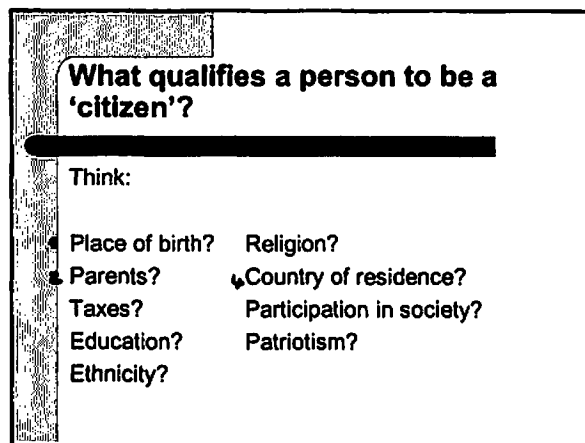 What qualifies a person to be a
'citizen'?
Think:
Place of birth?
Parents?
Taxes?
Education?
Ethnicity?
Religion?
Country of residence?
Participation in society?
Patriotism?